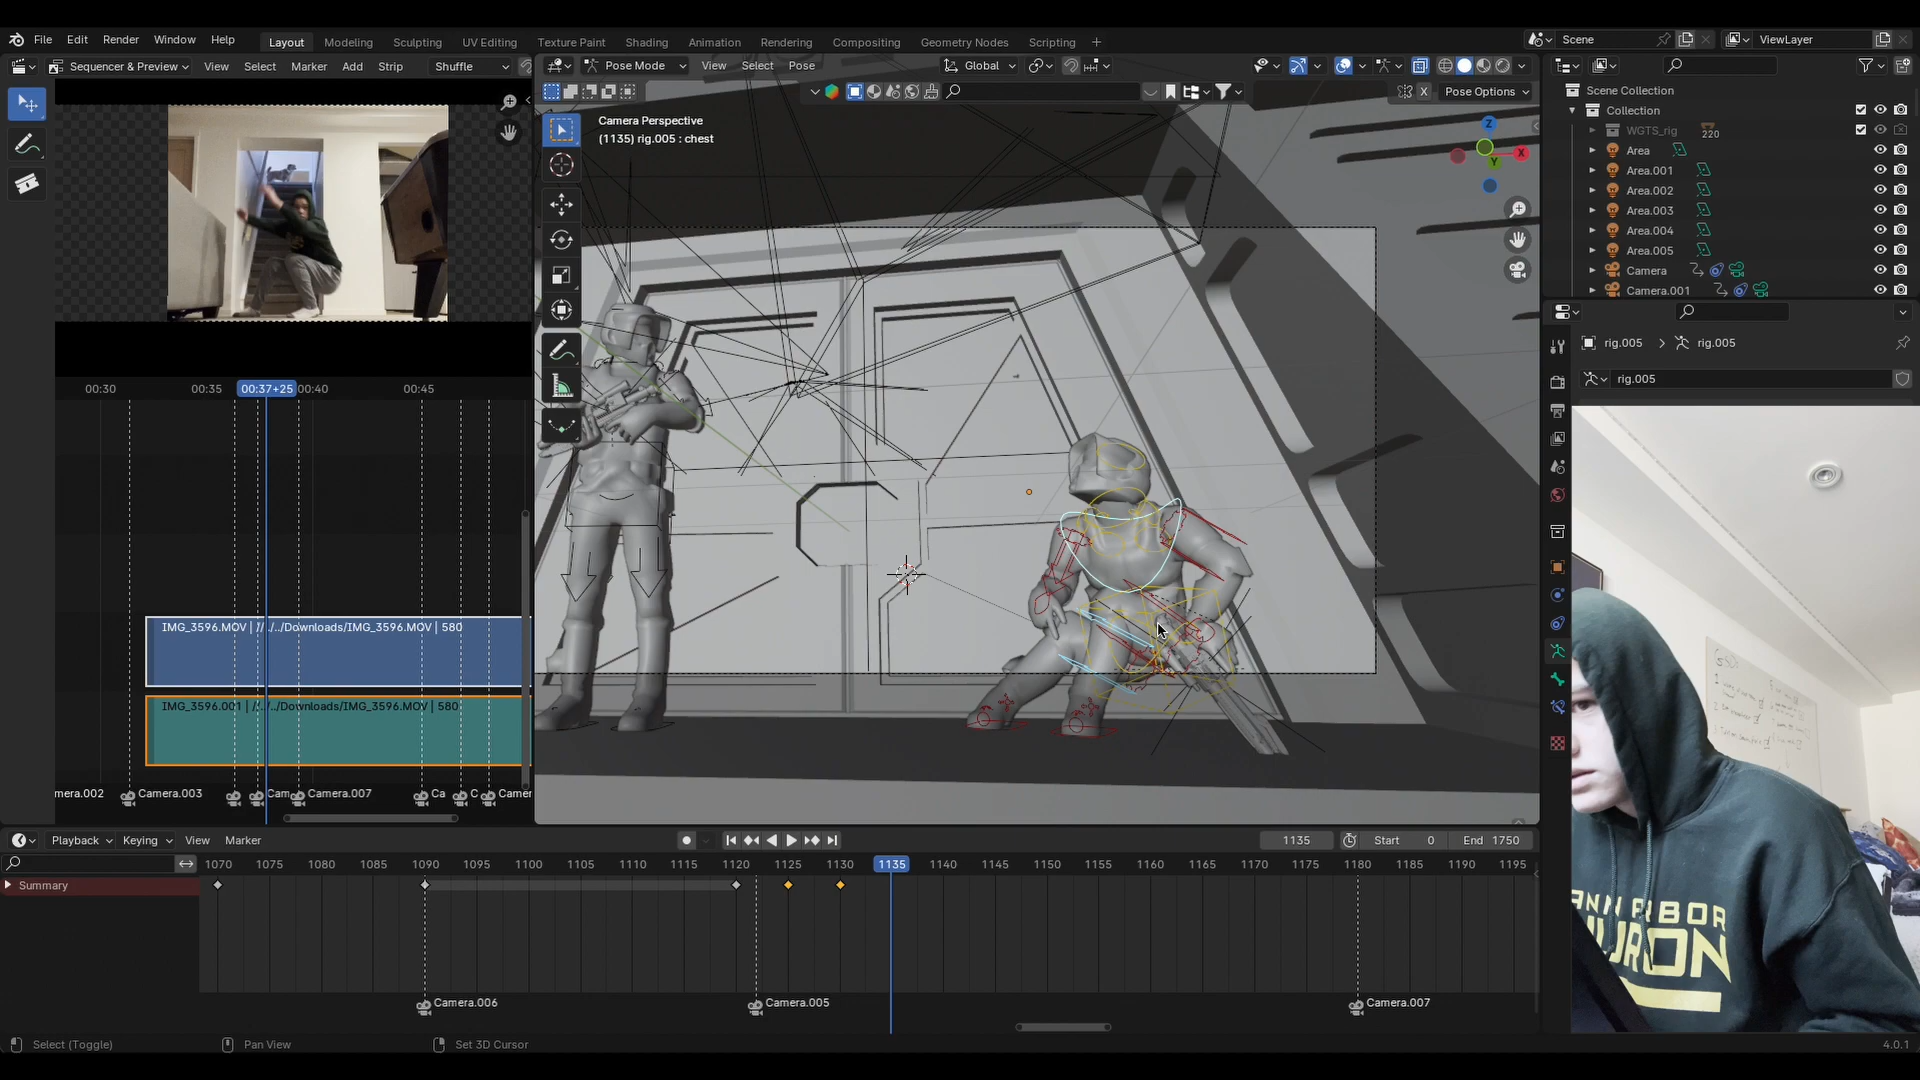 File Edit Render Window Help Layout Modeling Sculpting UV Editing Texture Paint Shading Animation Rendering Compositing Geometry Nodes Scripting + Scene ViewLayer
Sequencer & Preview View Select Marker Add Strip Shuffle Pose Mode View Select Pose Global
X Pose Options
Scene Collection
Collection
WGTS_rig 220
Area
Area.001
Area.002
Area.003
Area.004
Area.005
Camera
Camera.001
Camera Perspective
(1135) rig.005 : chest
Z
X
Y
rig.005 > rig.005
rig.005
00:30 00:35 00:37+25 00:40 00:45
IMG_3596.MOV | //../../Downloads/IMG_3596.MOV | 580
IMG_3596.001 | //../../Downloads/IMG_3596.MOV | 580
mera.002 Camera.003 Cam Camera.007 Ca C Camer
Playback Keying View Marker 1135 Start 0 End 1750
1070 1075 1080 1085 1090 1095 1100 1105 1110 1115 1120 1125 1130 1135 1140 1145 1150 1155 1160 1165 1170 1175 1180 1185 1190 1195
Summary
Camera.006 Camera.005 Camera.007
ANN ARBOR
HURON
Select (Toggle) Pan View Set 3D Cursor 4.0.1